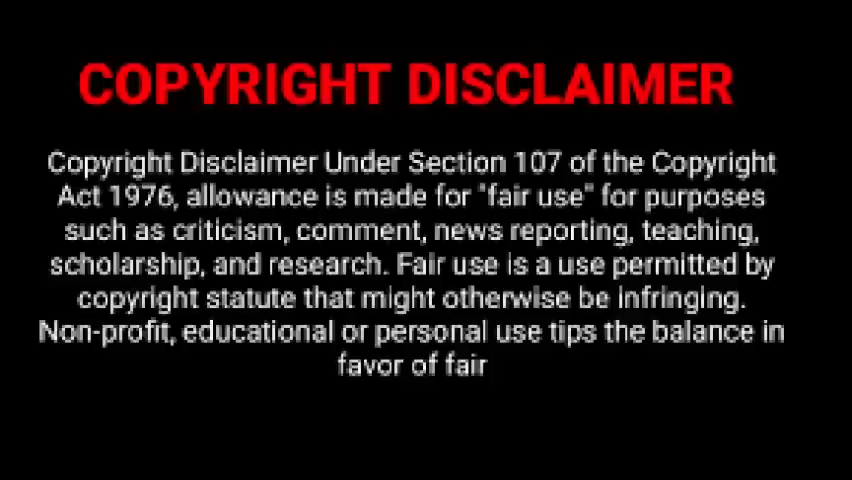 COPYRIGHT DISCLAIMER
Copyright Disclaimer Under Section 107 of the Copyright
Act 1976, allowance is made for "fair use" for purposes
such as criticism, comment, news reporting, teaching,
scholarship, and research. Fair use is a use permitted by
copyright statute that might otherwise be infringing.
Non-profit, educational or personal use tips the balance in
favor of fair